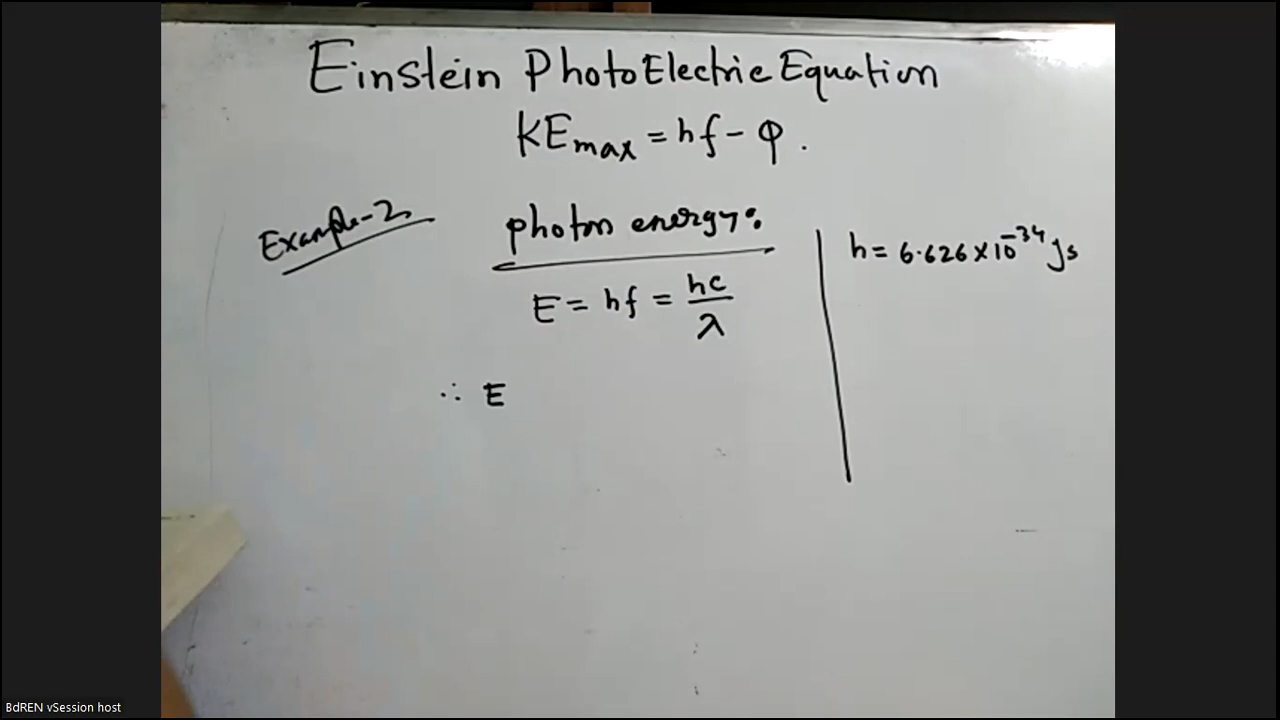 Einstein PhotoElectric Equation
KEmax = hf - φ .
Example-2
photon energy:
E = hf = hc/λ
h = 6.626×10⁻³⁴ Js
∴ E
BdREN vSession host